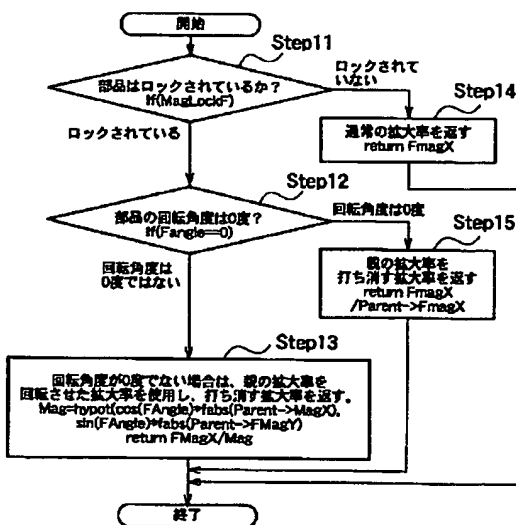 開始
Step11
部品はロックされているか?
If(MagLockF)
ロックされて
いない
Step14
通常の拡大率を返す
return FmagX
ロックされている
Step12
部品の回転角度は0度?
If(Fangle==0)
回転角度は0度
Step15
親の拡大率を
打ち消す拡大率を返す
return FmagX
/Parent->FmagX
回転角度は
0度ではない
Step13
回転角度が0度でない場合は、親の拡大率を
回転させた拡大率を使用し、打ち消す拡大率を返す。
Mag=hypot(cos(FAngle)*fabs(Parent->MagX),
sin(FAngle)*fabs(Parent->FMagY)
return FMagX/Mag
終了